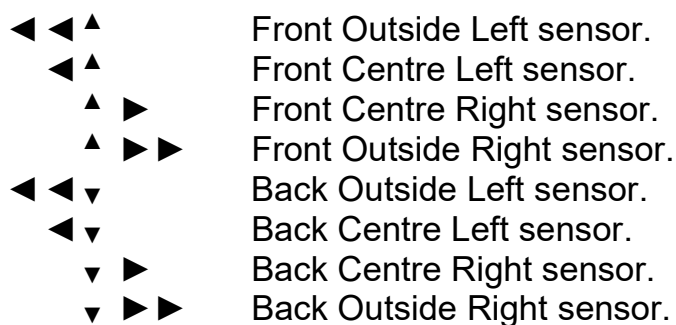 ◄ ◄ ▲ Front Outside Left sensor.
◄ ▲ Front Centre Left sensor.
▲ ► Front Centre Right sensor.
▲ ► ► Front Outside Right sensor.
◄ ◄ ▼ Back Outside Left sensor.
◄ ▼ Back Centre Left sensor.
▼ ► Back Centre Right sensor.
▼ ► ► Back Outside Right sensor.